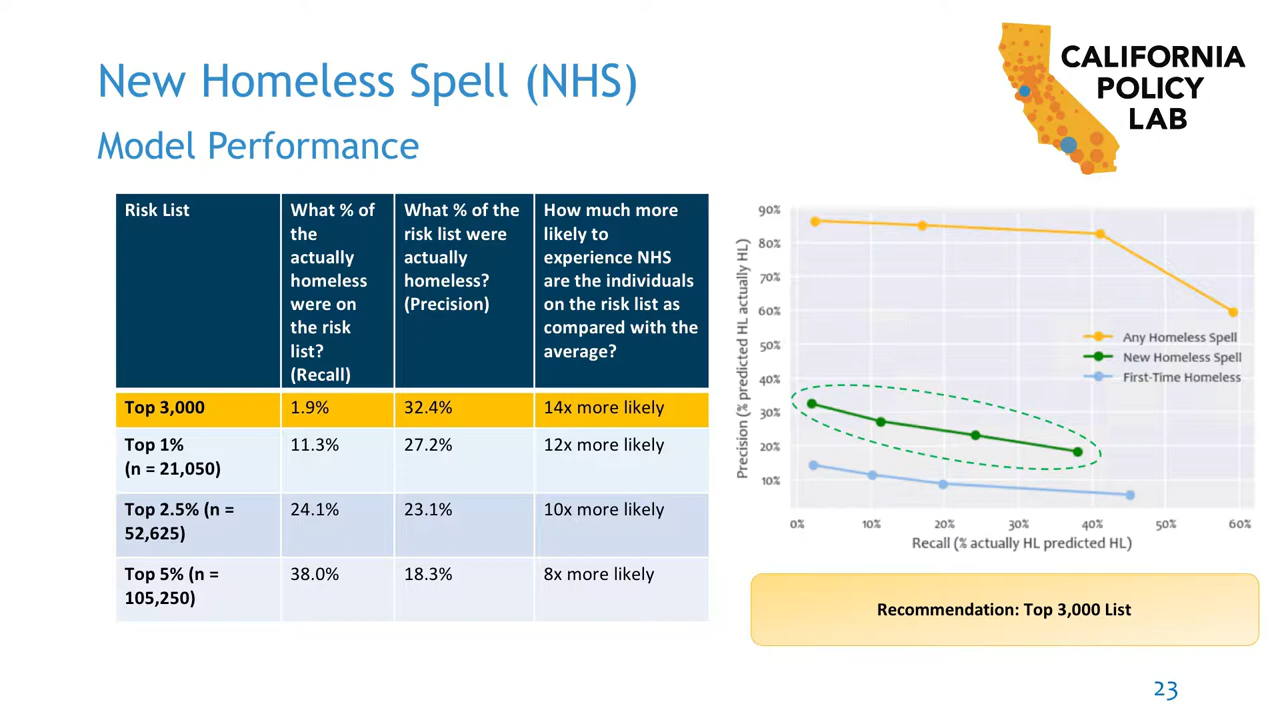 New Homeless Spell (NHS)
Model Performance
CALIFORNIA
POLICY
LAB
Risk List
What % of
the
actually
homeless
were on
the risk
list?
(Recall)
What % of the
risk list were
actually
homeless?
(Precision)
How much more
likely to
experience NHS
are the individuals
on the risk list as
compared with the
average?
Top 3,000
1.9%
32.4%
14x more likely
Top 1%
(n = 21,050)
11.3%
27.2%
12x more likely
Top 2.5% (n =
52,625)
24.1%
23.1%
10x more likely
Top 5% (n =
105,250)
38.0%
18.3%
8x more likely
Precision (% predicted HL actually HL)
90%
80%
70%
60%
50%
40%
30%
20%
10%
Any Homeless Spell
New Homeless Spell
First-Time Homeless
0%
10%
20%
30%
40%
50%
60%
Recall (% actually HL predicted HL)
Recommendation: Top 3,000 List
23